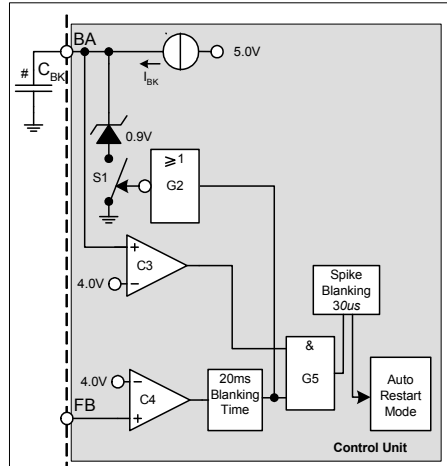 BA
#
C_BK
5.0V
I_BK
0.9V
S1
≥1
G2
C3
4.0V
Spike
Blanking
30us
&
G5
4.0V
C4
20ms
Blanking
Time
Auto
Restart
Mode
FB
Control Unit
+
−
−
+